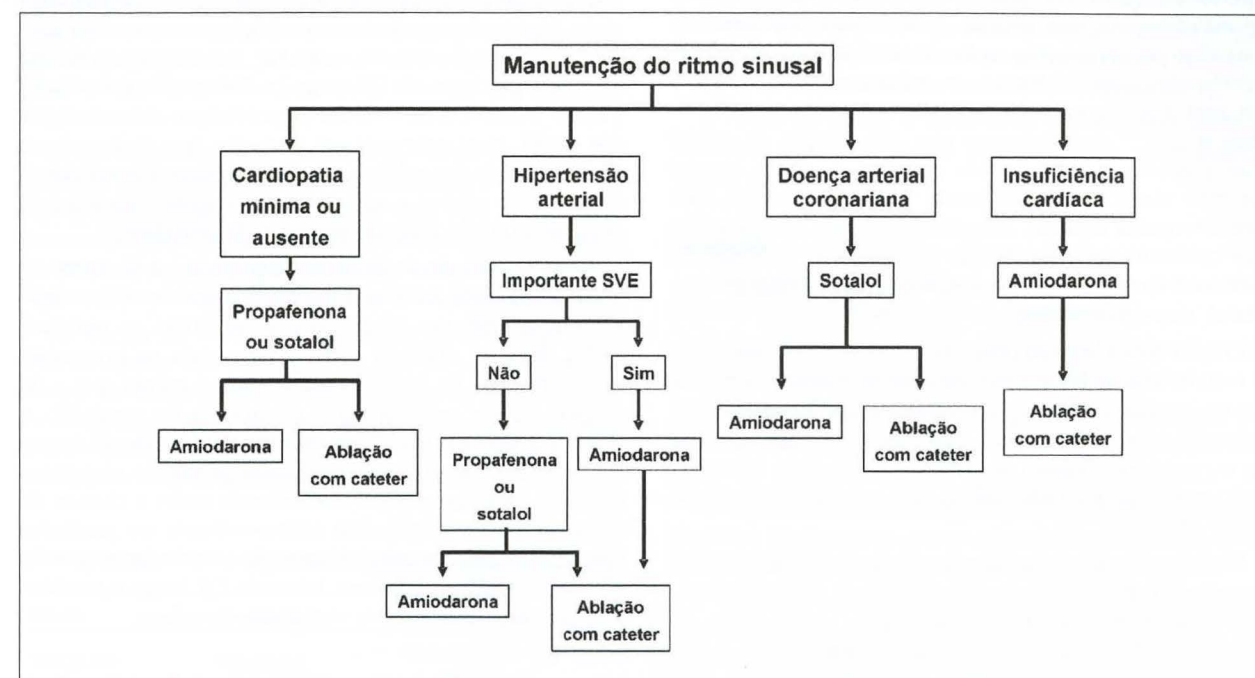 Manutenção do ritmo sinusal
Cardiopatia
mínima ou
ausente
Hipertensão
arterial
Doença arterial
coronariana
Insuficiência
cardíaca
Propafenona
ou sotalol
Importante SVE
Sotalol
Amiodarona
Não
Sim
Amiodarona
Ablação
com cateter
Propafenona
ou
sotalol
Amiodarona
Amiodarona
Ablação
com cateter
Ablação
com cateter
Amiodarona
Ablação
com cateter